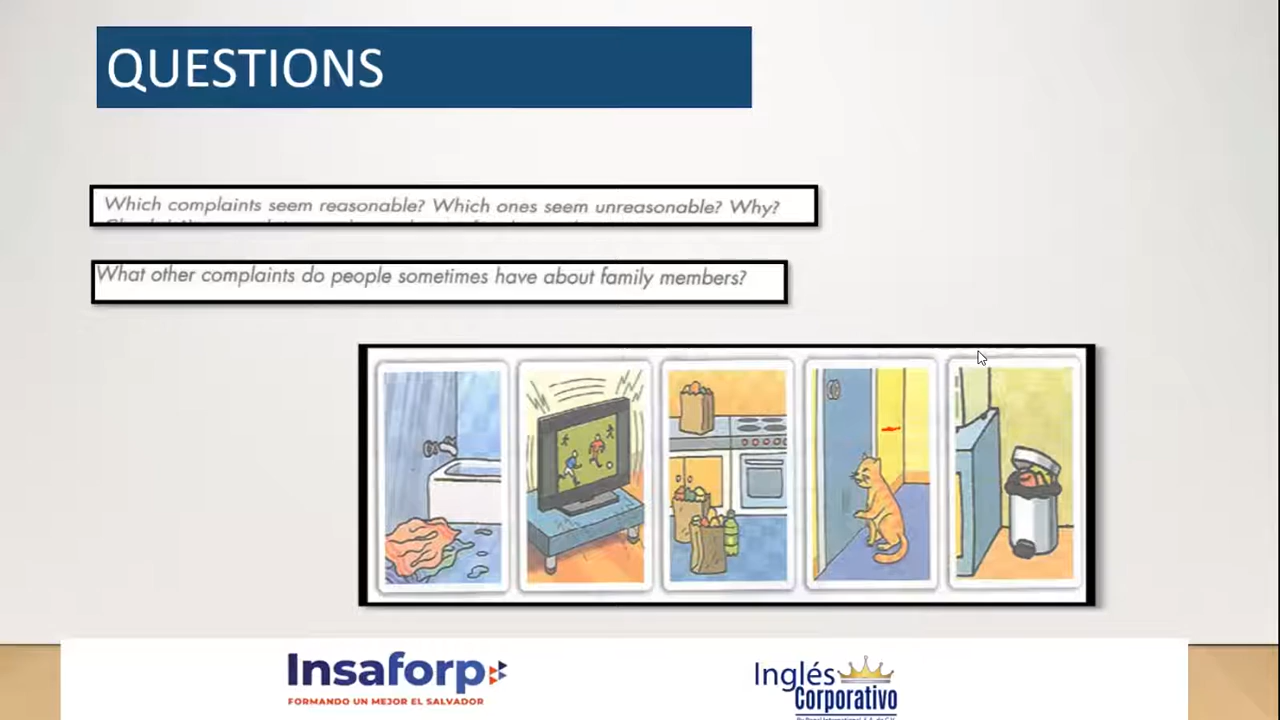 QUESTIONS
Which complaints seem reasonable? Which ones seem unreasonable? Why?
What other complaints do people sometimes have about family members?
Insaforp
FORMANDO UN MEJOR EL SALVADOR
Inglés
Corporativo